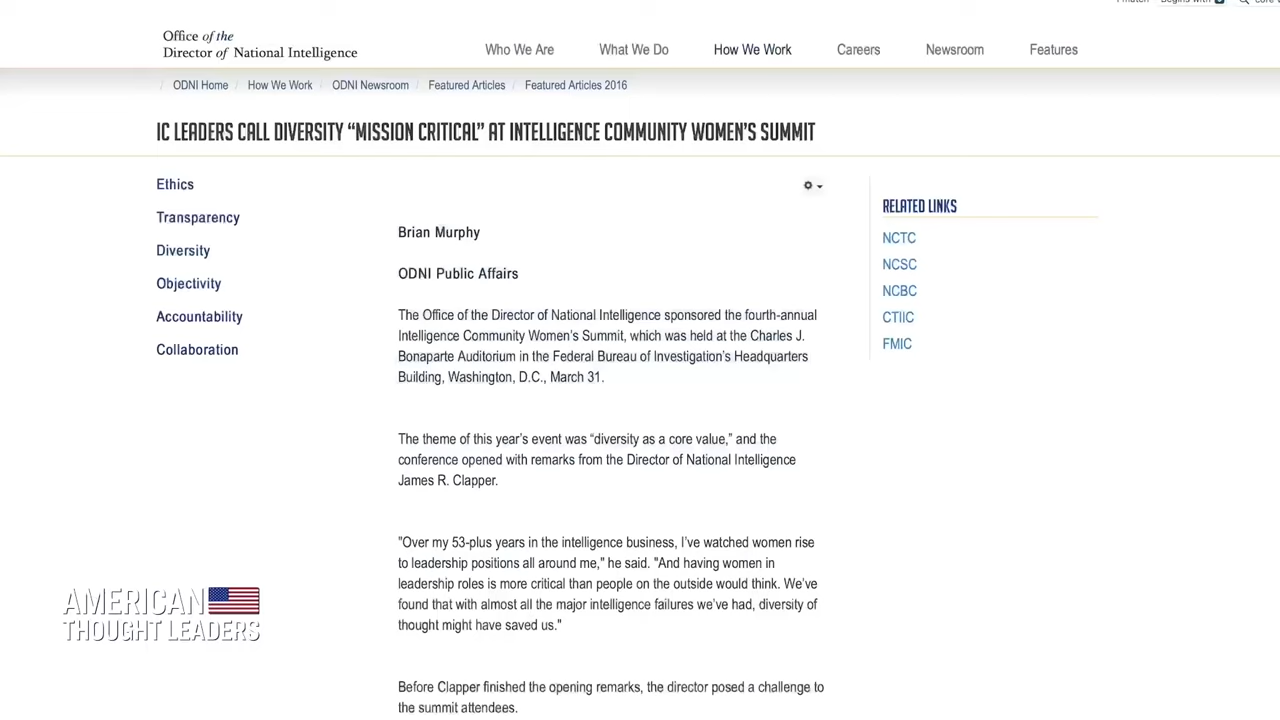 Office of the
Director of National Intelligence
Who We Are
What We Do
How We Work
Careers
Newsroom
Features
/ ODNI Home / How We Work / ODNI Newsroom / Featured Articles / Featured Articles 2016
IC LEADERS CALL DIVERSITY “MISSION CRITICAL” AT INTELLIGENCE COMMUNITY WOMEN’S SUMMIT
Ethics
Transparency
Diversity
Objectivity
Accountability
Collaboration
Brian Murphy
ODNI Public Affairs
The Office of the Director of National Intelligence sponsored the fourth-annual
Intelligence Community Women’s Summit, which was held at the Charles J.
Bonaparte Auditorium in the Federal Bureau of Investigation’s Headquarters
Building, Washington, D.C., March 31.
The theme of this year’s event was “diversity as a core value,” and the
conference opened with remarks from the Director of National Intelligence
James R. Clapper.
"Over my 53-plus years in the intelligence business, I’ve watched women rise
to leadership positions all around me," he said. "And having women in
leadership roles is more critical than people on the outside would think. We’ve
found that with almost all the major intelligence failures we’ve had, diversity of
thought might have saved us."
Before Clapper finished the opening remarks, the director posed a challenge to
the summit attendees.
RELATED LINKS
NCTC
NCSC
NCBC
CTIIC
FMIC
AMERICAN
THOUGHT LEADERS